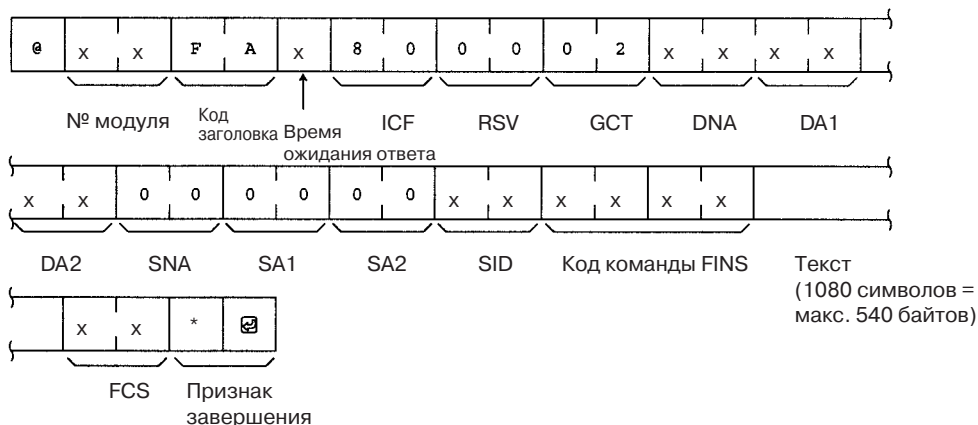 @ x x F A x 8 0 0 0 0 2 x x x x
№ модуля Код заголовка Время ожидания ответа ICF RSV GCT DNA DA1
x x 0 0 0 0 0 0 x x x x x x
DA2 SNA SA1 SA2 SID Код команды FINS Текст
(1080 символов =
макс. 540 байтов)
x x * ↵
FCS Признак
завершения